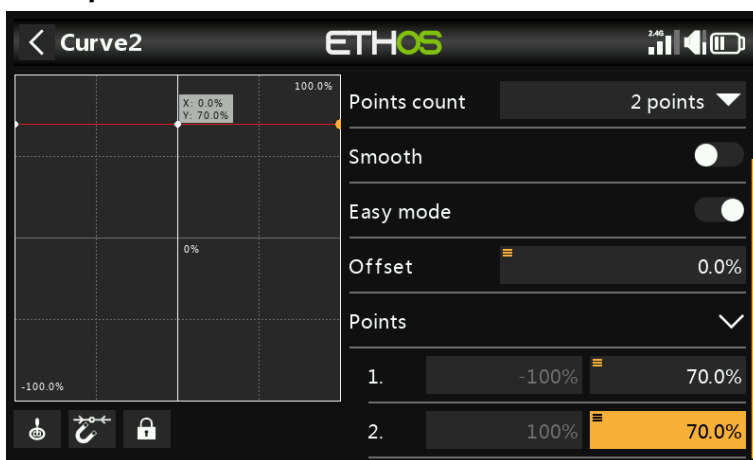 Curve2
ETHOS
2.4G
100.0%
X: 0.0%
Y: 70.0%
0%
-100.0%
Points count
2 points
Smooth
Easy mode
Offset
0.0%
Points
1.
-100%
70.0%
2.
100%
70.0%